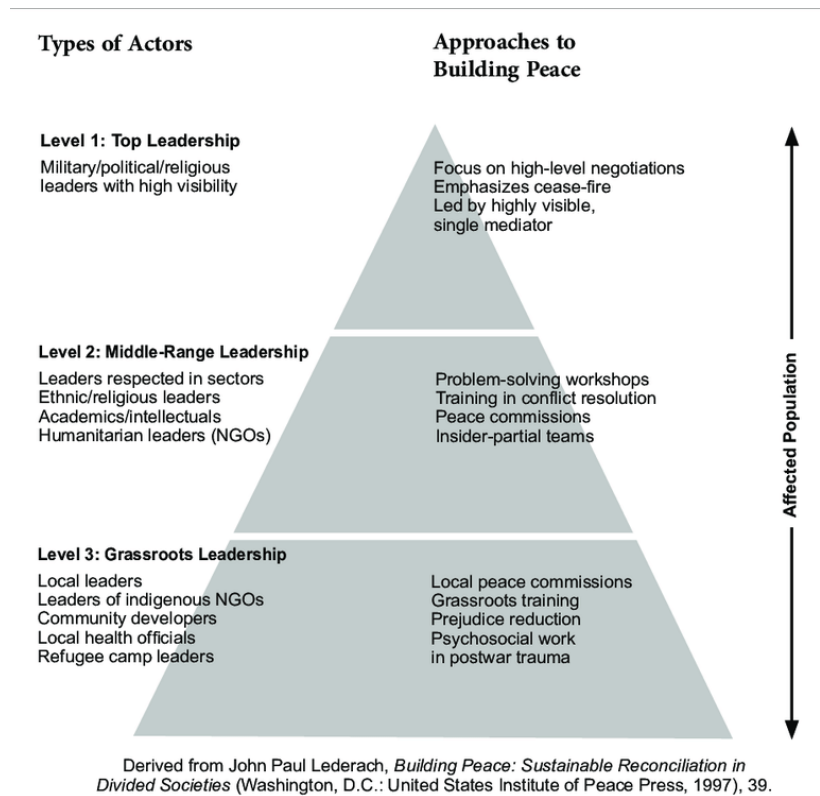 Types of Actors
Approaches to
Building Peace
Level 1: Top Leadership
Military/political/religious
leaders with high visibility
Focus on high-level negotiations
Emphasizes cease-fire
Led by highly visible,
single mediator
Level 2: Middle-Range Leadership
Leaders respected in sectors
Ethnic/religious leaders
Academics/intellectuals
Humanitarian leaders (NGOs)
Problem-solving workshops
Training in conflict resolution
Peace commissions
Insider-partial teams
Level 3: Grassroots Leadership
Local leaders
Leaders of indigenous NGOs
Community developers
Local health officials
Refugee camp leaders
Local peace commissions
Grassroots training
Prejudice reduction
Psychosocial work
in postwar trauma
Affected Population
Derived from John Paul Lederach, Building Peace: Sustainable Reconciliation in
Divided Societies (Washington, D.C.: United States Institute of Peace Press, 1997), 39.